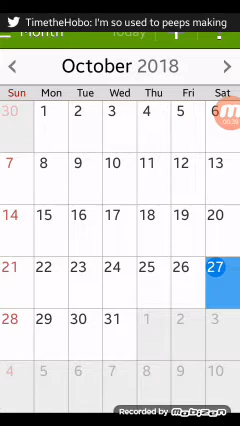 TimetheHobo: I'm so used to peeps making
Month Today
October 2018
Sun Mon Tue Wed Thu Fri Sat
30 1 2 3 4 5 6
7 8 9 10 11 12 13
14 15 16 17 18 19 20
21 22 23 24 25 26 27
28 29 30 31 1 2 3
4 5 6 7 8 9 10
Recorded by Mobizen